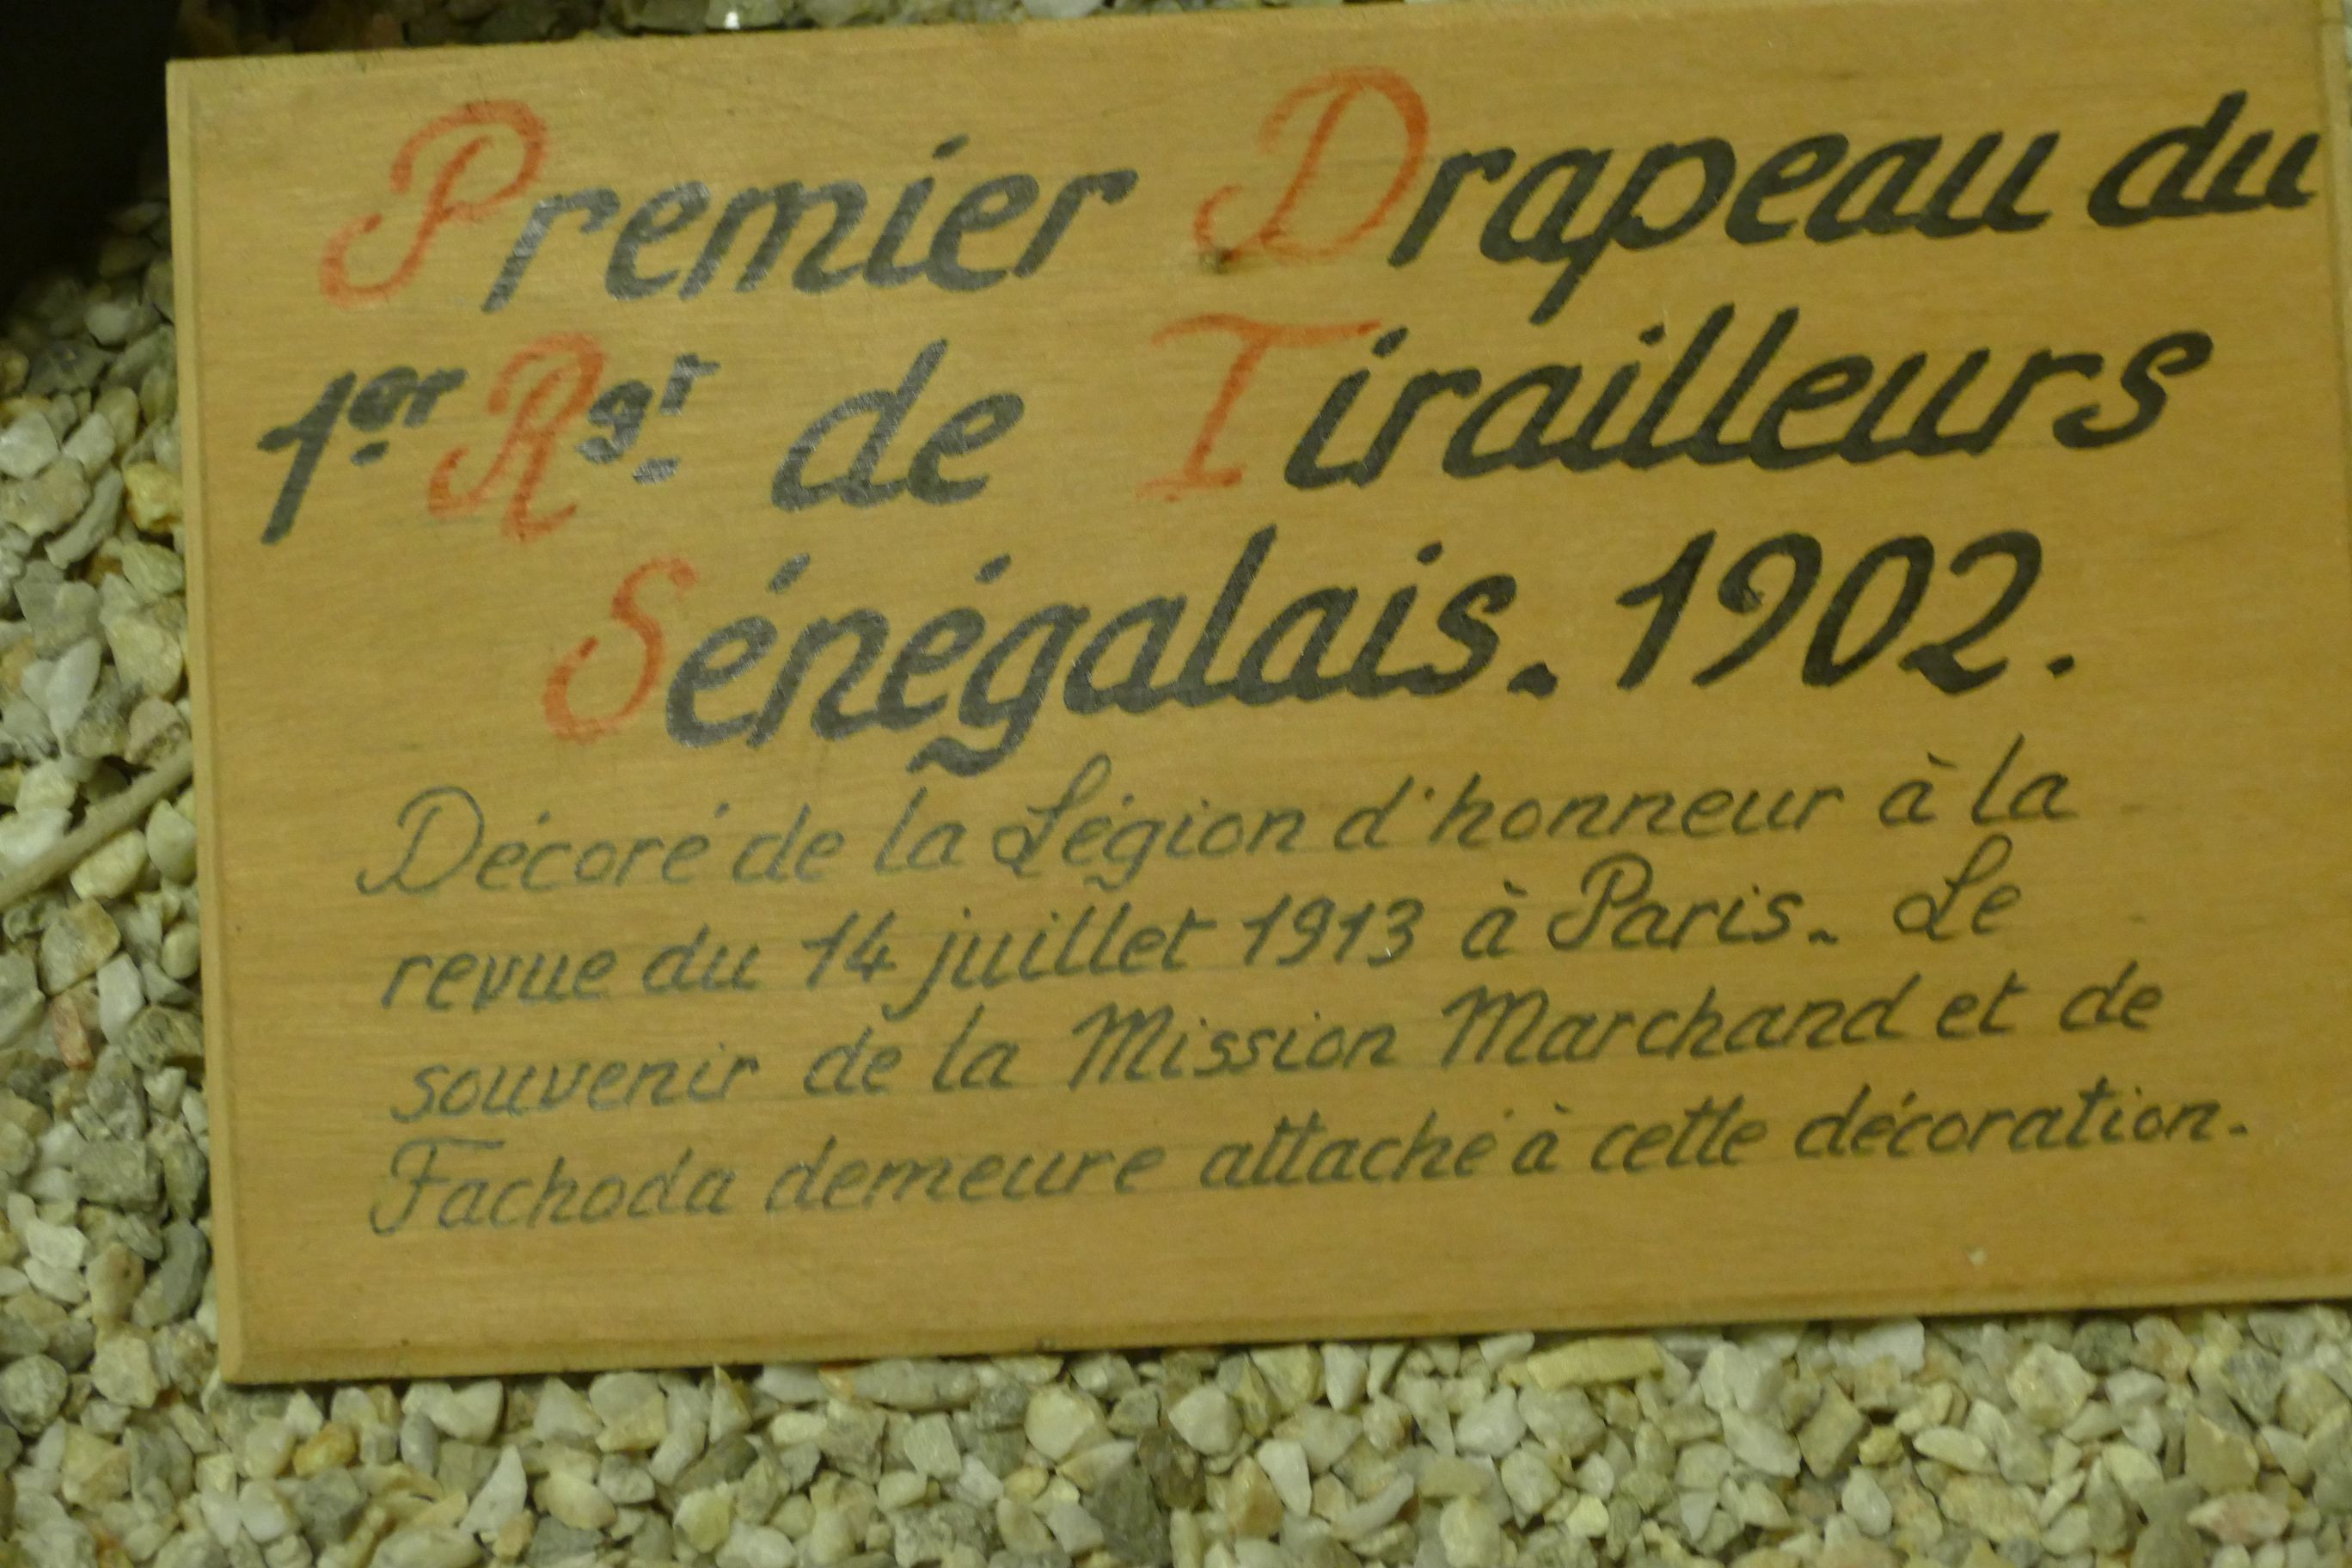 Premier Drapeau du
1er Rgt de Tirailleurs
Sénégalais. 1902.
Décoré de la Légion d'honneur à la
revue du 14 juillet 1913 à Paris. Le
souvenir de la Mission Marchand et de
Fachoda demeure attaché à cette décoration.